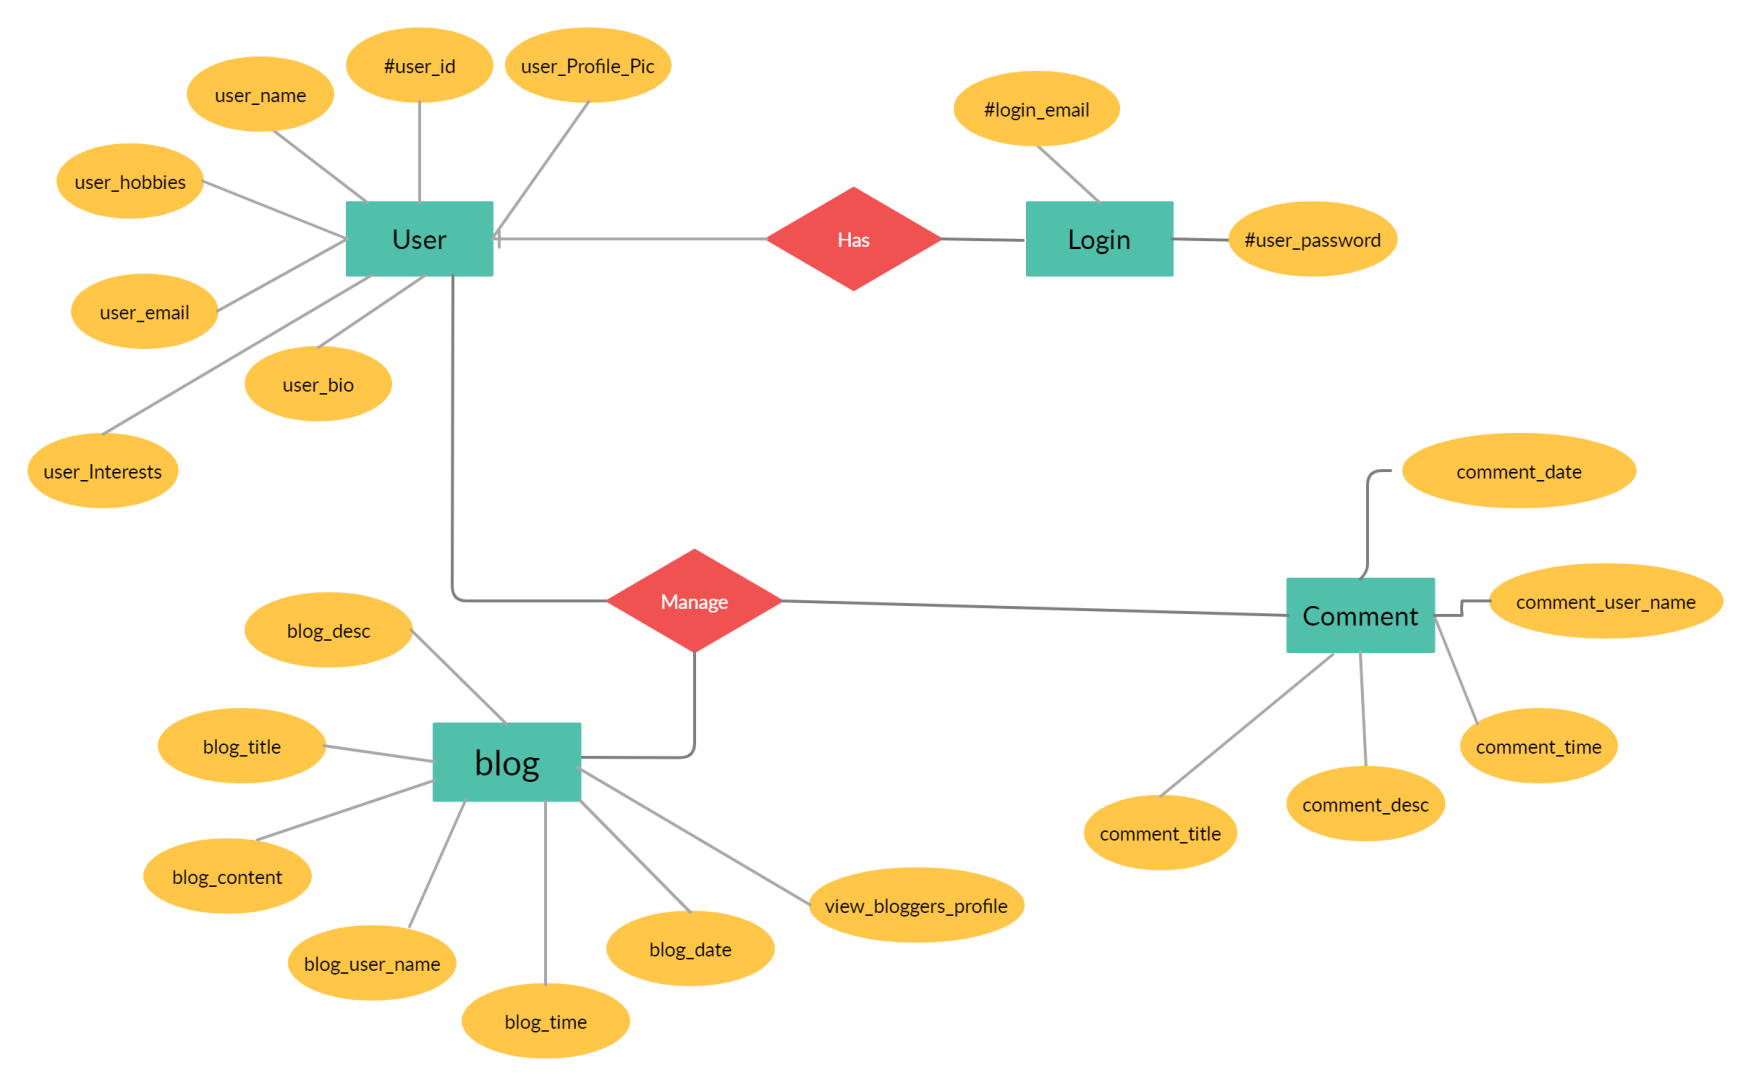 #user_id
user_Profile_Pic
user_name
#login_email
user_hobbies
User
Has
Login
#user_password
user_email
user_bio
user_Interests
comment_date
Manage
comment_user_name
Comment
blog_desc
blog_title
blog
comment_time
comment_desc
comment_title
blog_content
view_bloggers_profile
blog_date
blog_user_name
blog_time